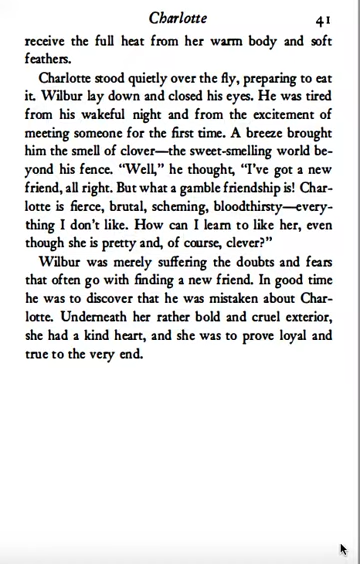 Charlotte 41
receive the full heat from her warm body and soft
feathers.
Charlotte stood quietly over the fly, preparing to eat
it. Wilbur lay down and closed his eyes. He was tired
from his wakeful night and from the excitement of
meeting someone for the first time. A breeze brought
him the smell of clover—the sweet-smelling world be-
yond his fence. “Well,” he thought, “I’ve got a new
friend, all right. But what a gamble friendship is! Char-
lotte is fierce, brutal, scheming, bloodthirsty—every-
thing I don’t like. How can I learn to like her, even
though she is pretty and, of course, clever?”
Wilbur was merely suffering the doubts and fears
that often go with finding a new friend. In good time
he was to discover that he was mistaken about Char-
lotte. Underneath her rather bold and cruel exterior,
she had a kind heart, and she was to prove loyal and
true to the very end.